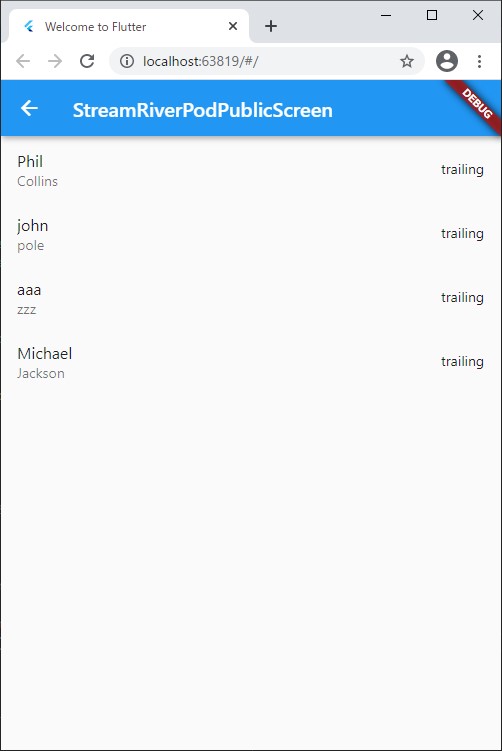 Welcome to Flutter
localhost:63819/#/
StreamRiverPodPublicScreen
DEBUG
Phil
Collins
trailing
john
pole
trailing
aaa
zzz
trailing
Michael
Jackson
trailing